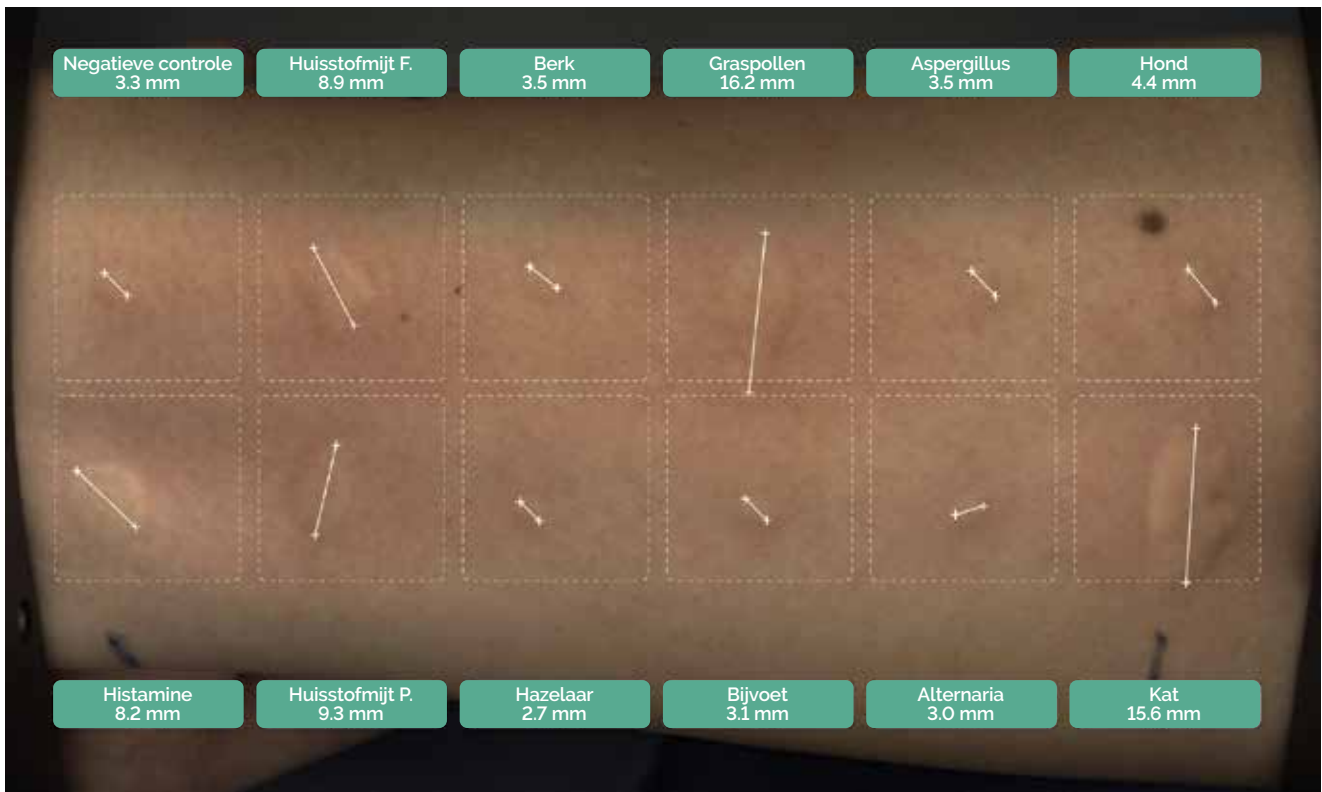 Negatieve controle
3.3 mm
Huisstofmijt F.
8.9 mm
Berk
3.5 mm
Graspollen
16.2 mm
Aspergillus
3.5 mm
Hond
4.4 mm
Histamine
8.2 mm
Huisstofmijt P.
9.3 mm
Hazelaar
2.7 mm
Bijvoet
3.1 mm
Alternaria
3.0 mm
Kat
15.6 mm